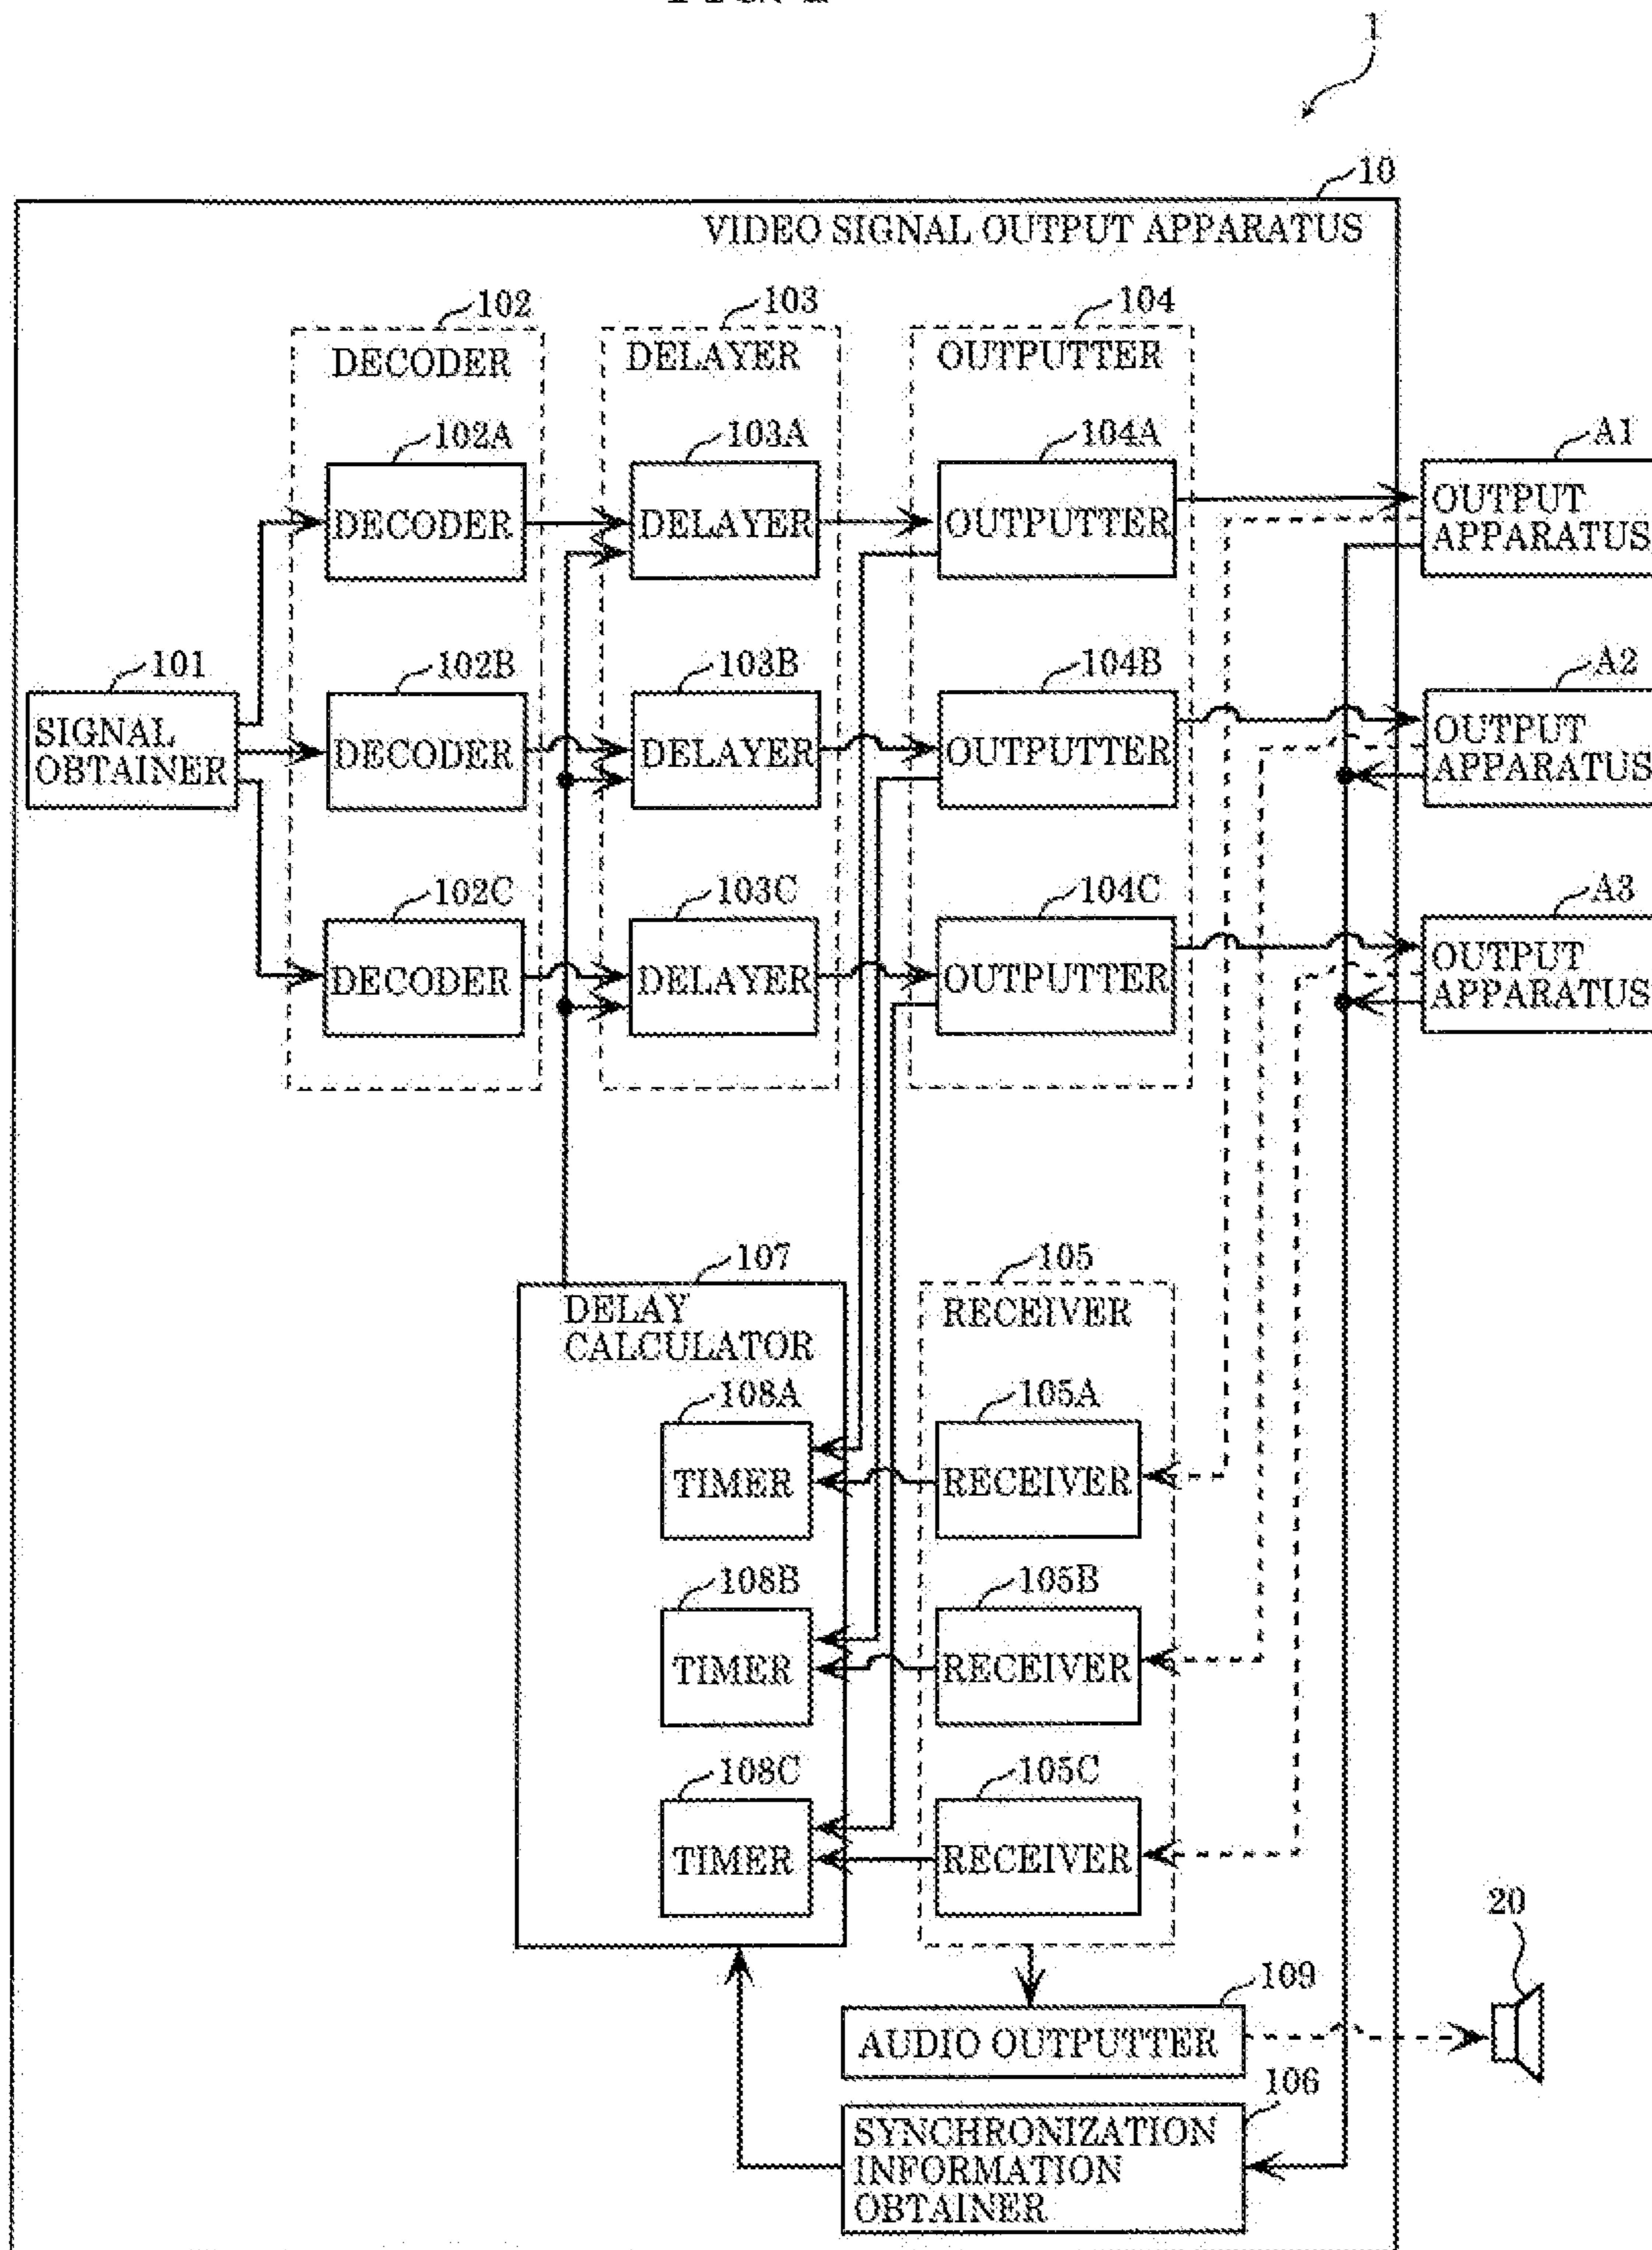 1
10
VIDEO SIGNAL OUTPUT APPARATUS
102
103
104
DECODER
DELAYER
OUTPUTTER
102A
103A
104A
A1
DECODER
DELAYER
OUTPUTTER
OUTPUT
APPARATUS
101
102B
103B
104B
A2
SIGNAL
OBTAINER
DECODER
DELAYER
OUTPUTTER
OUTPUT
APPARATUS
102C
103C
104C
A3
DECODER
DELAYER
OUTPUTTER
OUTPUT
APPARATUS
107
105
DELAY
CALCULATOR
RECEIVER
108A
105A
TIMER
RECEIVER
108B
105B
TIMER
RECEIVER
108C
105C
TIMER
RECEIVER
20
109
AUDIO OUTPUTTER
106
SYNCHRONIZATION
INFORMATION
OBTAINER